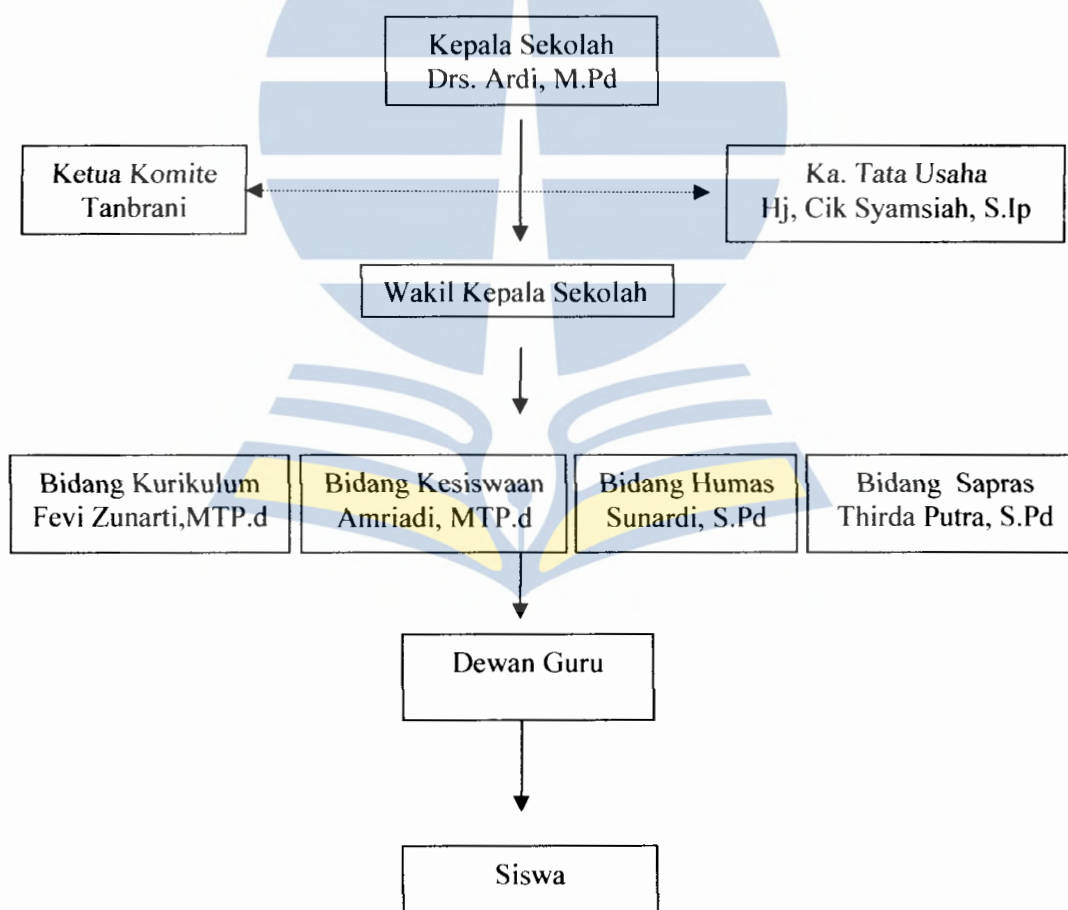 Kepala Sekolah
Drs. Ardi, M.Pd
Ketua Komite
Tanbrani
Ka. Tata Usaha
Hj, Cik Syamsiah, S.Ip
Wakil Kepala Sekolah
Bidang Kurikulum
Fevi Zunarti,MTP.d
Bidang Kesiswaan
Amriadi, MTP.d
Bidang Humas
Sunardi, S.Pd
Bidang Sapras
Thirda Putra, S.Pd
Dewan Guru
Siswa